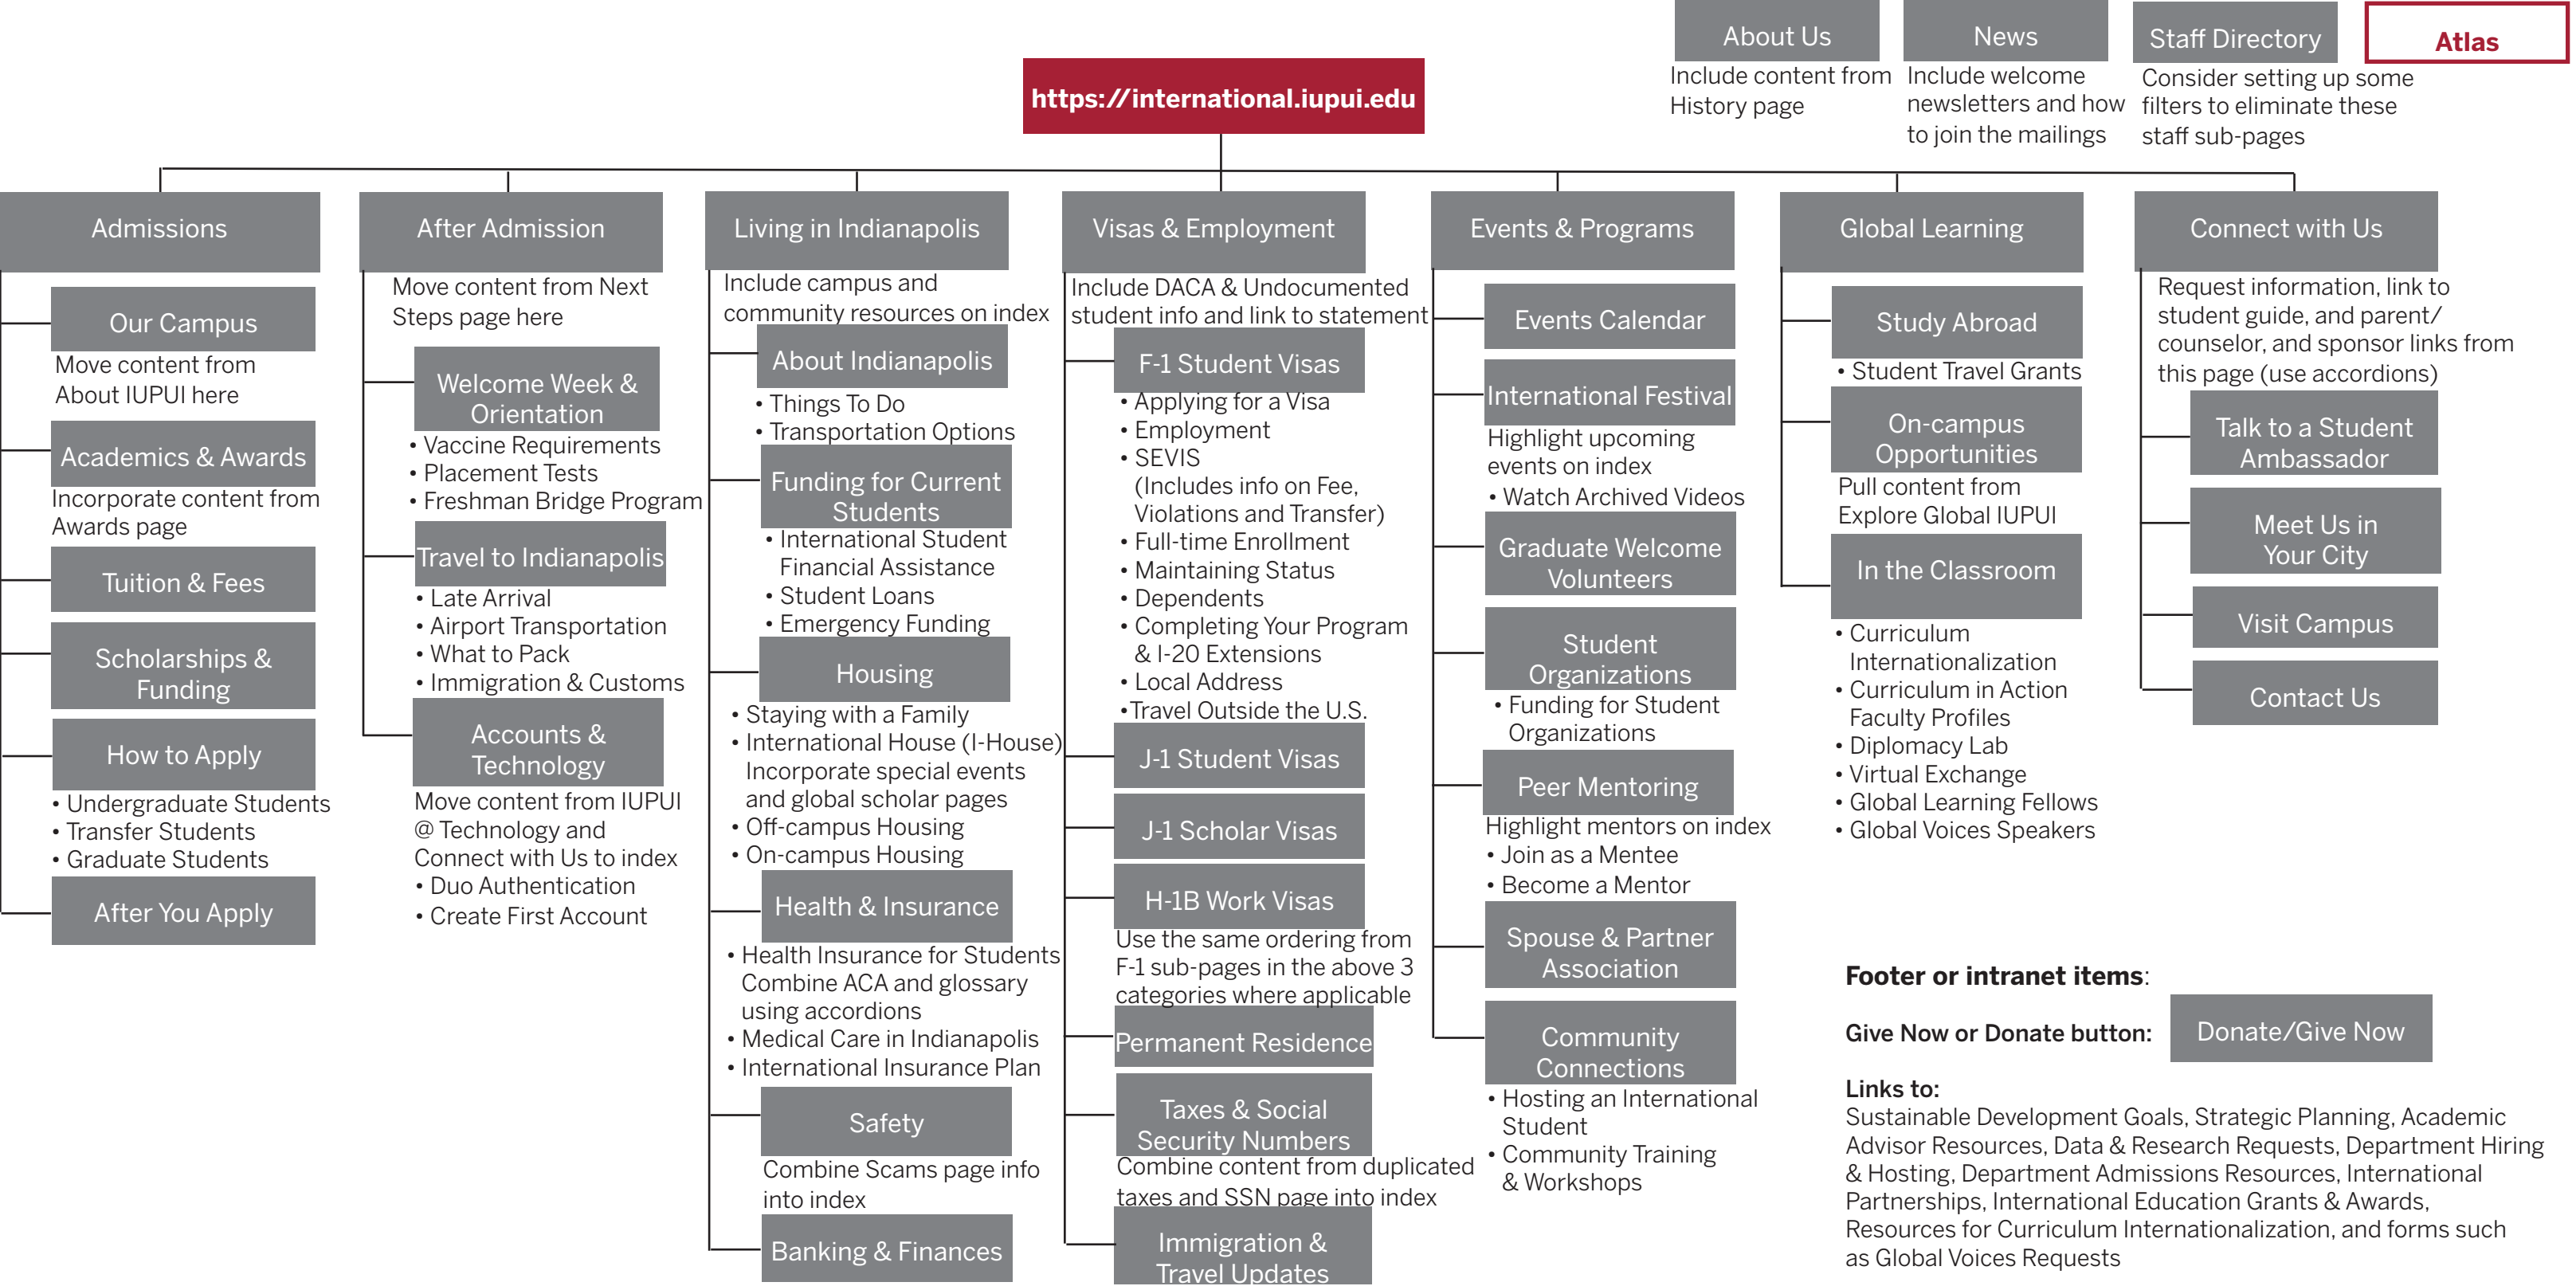 About Us
Include content from
History page
News
Include welcome
newsletters and how
to join the mailings
Staff Directory
Consider setting up some
filters to eliminate these
staff sub-pages
Atlas
https://international.iupui.edu
Admissions
Our Campus
Move content from
About IUPUI here
Academics & Awards
Incorporate content from
Awards page
Tuition & Fees
Scholarships &
Funding
How to Apply
• Undergraduate Students
• Transfer Students
• Graduate Students
After You Apply
After Admission
Move content from Next
Steps page here
Welcome Week &
Orientation
• Vaccine Requirements
• Placement Tests
• Freshman Bridge Program
Travel to Indianapolis
• Late Arrival
• Airport Transportation
• What to Pack
• Immigration & Customs
Accounts &
Technology
Move content from IUPUI
@ Technology and
Connect with Us to index
• Duo Authentication
• Create First Account
Living in Indianapolis
Include campus and
community resources on index
About Indianapolis
• Things To Do
• Transportation Options
Funding for Current
Students
• International Student
Financial Assistance
• Student Loans
• Emergency Funding
Housing
• Staying with a Family
• International House (I-House)
Incorporate special events
and global scholar pages
• Off-campus Housing
• On-campus Housing
Health & Insurance
• Health Insurance for Students
Combine ACA and glossary
using accordions
• Medical Care in Indianapolis
• International Insurance Plan
Safety
Combine Scams page info
into index
Banking & Finances
Visas & Employment
Include DACA & Undocumented
student info and link to statement
F-1 Student Visas
• Applying for a Visa
• Employment
• SEVIS
(Includes info on Fee,
Violations and Transfer)
• Full-time Enrollment
• Maintaining Status
• Dependents
• Completing Your Program
& I-20 Extensions
• Local Address
•Travel Outside the U.S.
J-1 Student Visas
J-1 Scholar Visas
H-1B Work Visas
Use the same ordering from
F-1 sub-pages in the above 3
categories where applicable
Permanent Residence
Taxes & Social
Security Numbers
Combine content from duplicated
taxes and SSN page into index
Immigration &
Travel Updates
Events & Programs
Events Calendar
International Festival
Highlight upcoming
events on index
• Watch Archived Videos
Graduate Welcome
Volunteers
Student
Organizations
• Funding for Student
Organizations
Peer Mentoring
Highlight mentors on index
• Join as a Mentee
• Become a Mentor
Spouse & Partner
Association
Community
Connections
• Hosting an International
Student
• Community Training
& Workshops
Global Learning
Study Abroad
• Student Travel Grants
On-campus
Opportunities
Pull content from
Explore Global IUPUI
In the Classroom
• Curriculum
Internationalization
• Curriculum in Action
Faculty Profiles
• Diplomacy Lab
• Virtual Exchange
• Global Learning Fellows
• Global Voices Speakers
Connect with Us
Request information, link to
student guide, and parent/
counselor, and sponsor links from
this page (use accordions)
Talk to a Student
Ambassador
Meet Us in
Your City
Visit Campus
Contact Us
Footer or intranet items:
Give Now or Donate button:
Donate/Give Now
Links to:
Sustainable Development Goals, Strategic Planning, Academic
Advisor Resources, Data & Research Requests, Department Hiring
& Hosting, Department Admissions Resources, International
Partnerships, International Education Grants & Awards,
Resources for Curriculum Internationalization, and forms such
as Global Voices Requests